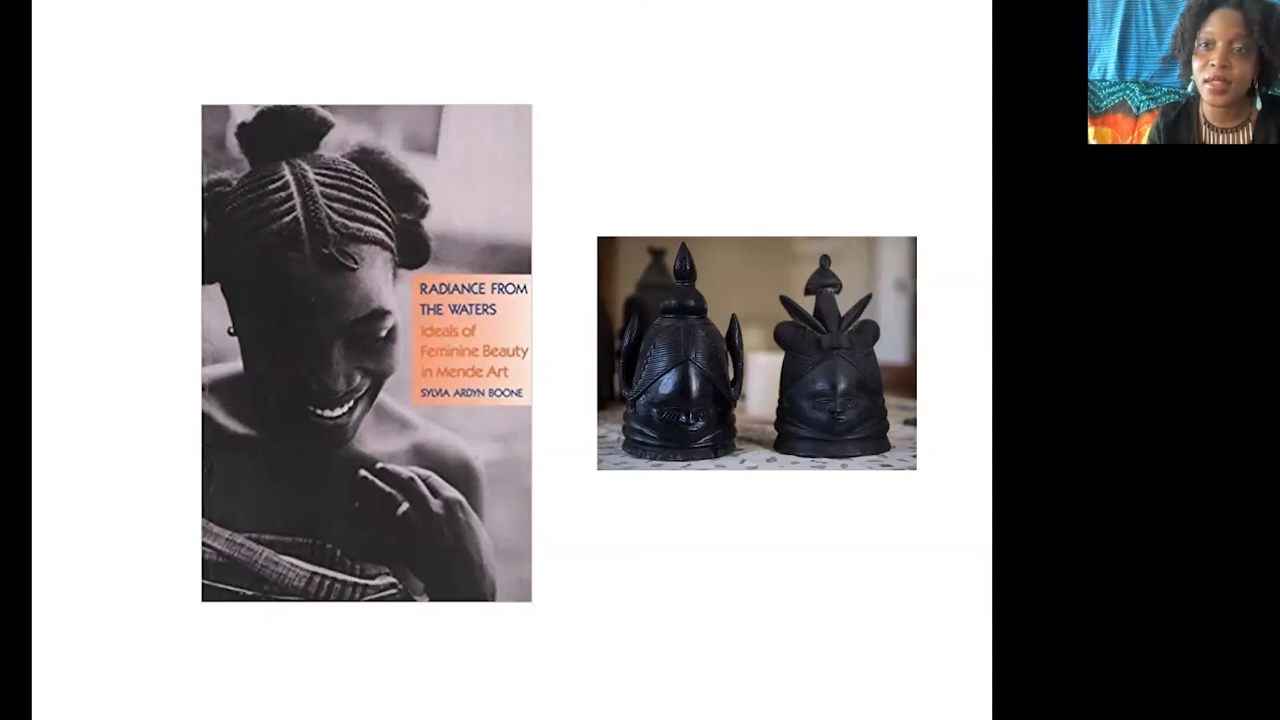 RADIANCE FROM
THE WATERS
Ideals of
Feminine Beauty
in Mende Art
SYLVIA ARDYN BOONE